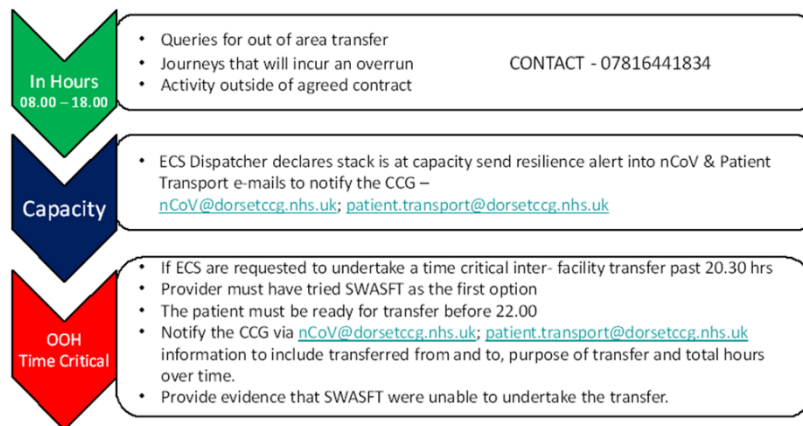 In Hours
08.00 – 18.00
• Queries for out of area transfer
• Journeys that will incur an overrun
• Activity outside of agreed contract
CONTACT - 07816441834
Capacity
• ECS Dispatcher declares stack is at capacity send resilience alert into nCoV & Patient
Transport e-mails to notify the CCG –
nCoV@dorsetccg.nhs.uk; patient.transport@dorsetccg.nhs.uk
OOH
Time Critical
• If ECS are requested to undertake a time critical inter- facility transfer past 20.30 hrs
• Provider must have tried SWASFT as the first option
• The patient must be ready for transfer before 22.00
• Notify the CCG via nCoV@dorsetccg.nhs.uk; patient.transport@dorsetccg.nhs.uk
information to include transferred from and to, purpose of transfer and total hours
over time.
• Provide evidence that SWASFT were unable to undertake the transfer.